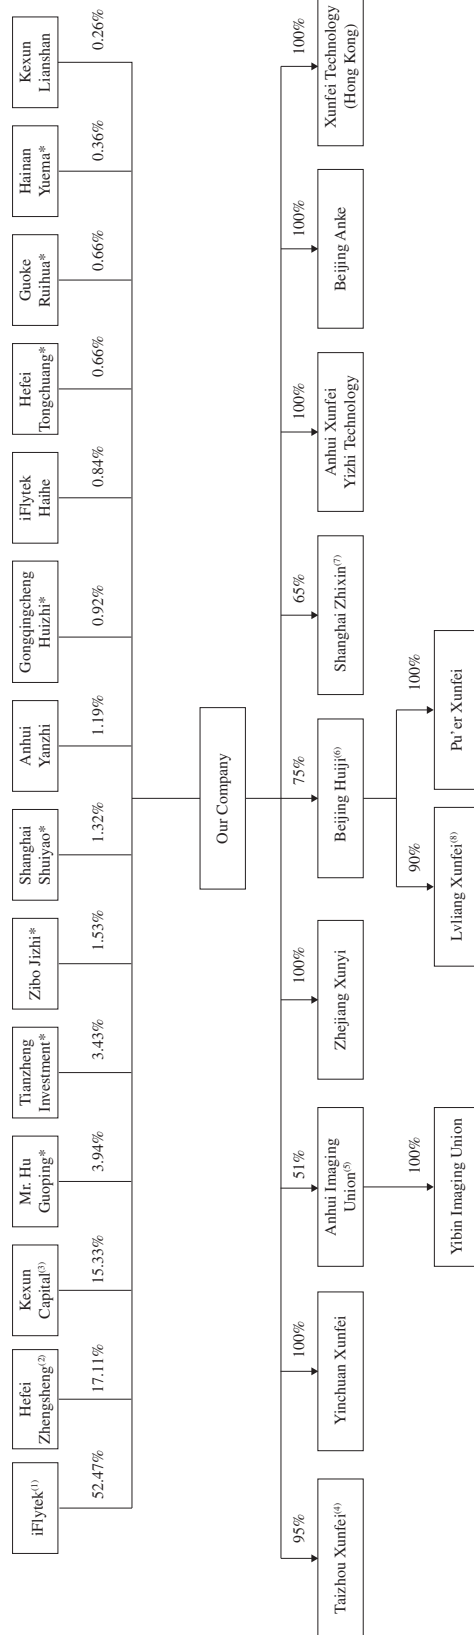 iFlytek(1)
52.47%
Hefei
Zhengsheng(2)
17.11%
Kexun
Capital(3)
15.33%
Mr. Hu
Guoping*
3.94%
Tianzheng
Investment*
3.43%
Zibo Jizhi*
1.53%
Shanghai
Shuiyao*
1.32%
Anhui
Yanzhi
1.19%
Gongqingcheng
Huizhi*
0.92%
iFlytek
Haihe
0.84%
Hefei
Tongchuang*
0.66%
Guoke
Ruihua*
0.66%
Hainan
Yuema*
0.36%
Kexun
Lianshan
0.26%
Our Company
95%
Taizhou Xunfei(4)
100%
Yinchuan Xunfei
51%
Anhui Imaging
Union(5)
100%
Zhejiang Xunyi
75%
Beijing Huiji(6)
65%
Shanghai Zhixin(7)
100%
Anhui Xunfei
Yizhi Technology
100%
Beijing Anke
100%
Xunfei Technology
(Hong Kong)
100%
Yibin Imaging Union
90%
Lvliang Xunfei(8)
100%
Pu'er Xunfei